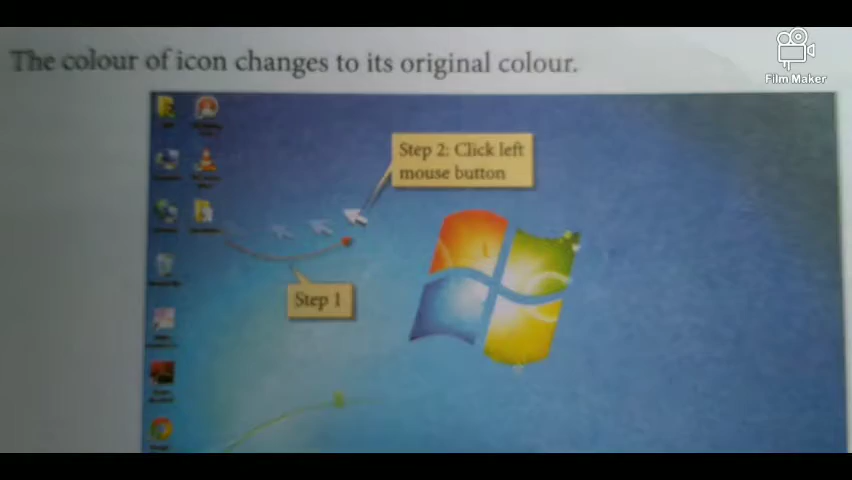 The colour of icon changes to its original colour.
Film Maker
Step 2: Click left
mouse button
Step 1